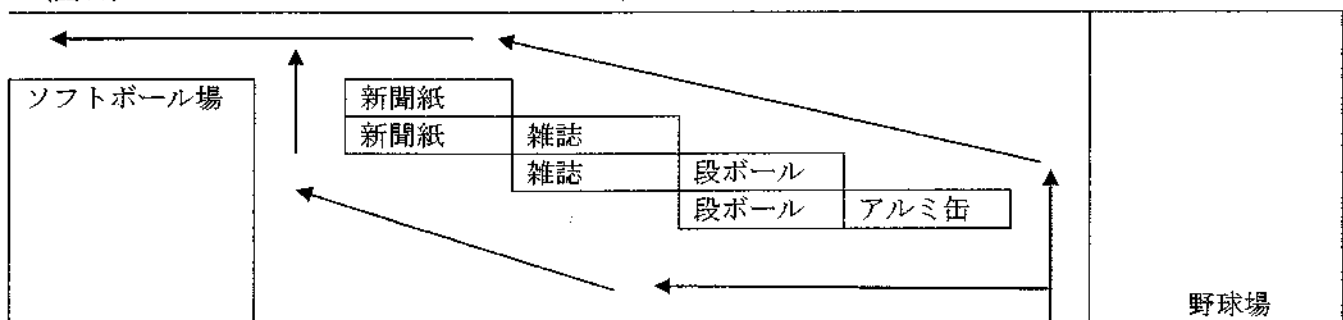 ソフトボール場
新聞紙
新聞紙 雑誌
雑誌 段ボール
段ボール アルミ缶
野球場